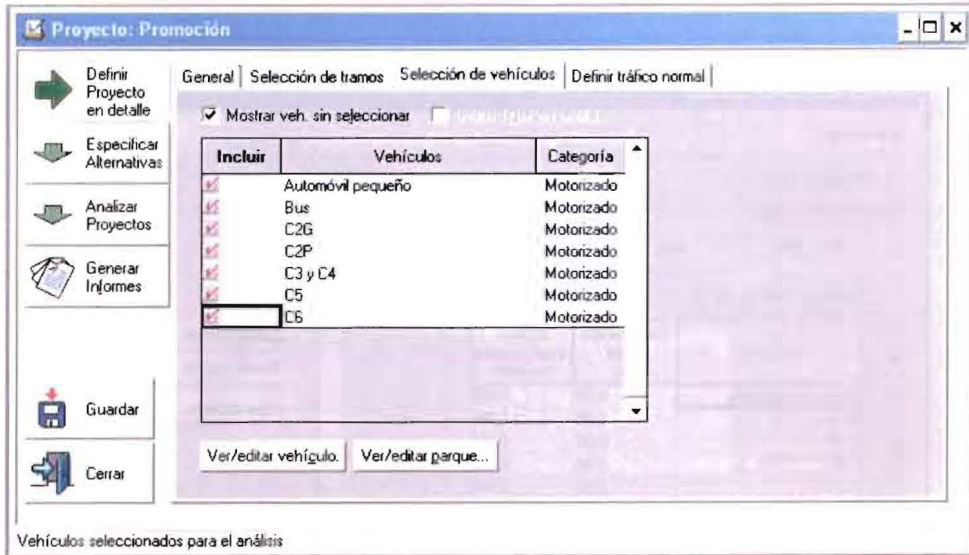 Proyecto: Promoción
Definir
Proyecto
en detalle
Especificar
Alternativas
Analizar
Proyectos
Generar
Informes
Guardar
Cerrar
General
Selección de tramos
Selección de vehículos
Definir tráfico normal
Mostrar veh. sin seleccionar
Incluir Vehículos Categoría
Automóvil pequeño Motorizado
Bus Motorizado
C2G Motorizado
C2P Motorizado
C3 y C4 Motorizado
C5 Motorizado
C6 Motorizado
Ver/editar vehículo.
Ver/editar parque...
Vehículos seleccionados para el análisis